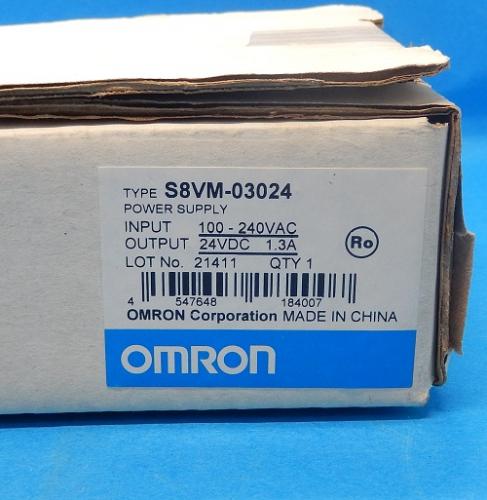 TYPE S8VM-03024
POWER SUPPLY
INPUT 100 - 240VAC
OUTPUT 24VDC 1.3A
Ro
LOT No. 21411 QTY 1
4 547648 184007
OMRON Corporation MADE IN CHINA
OMRON